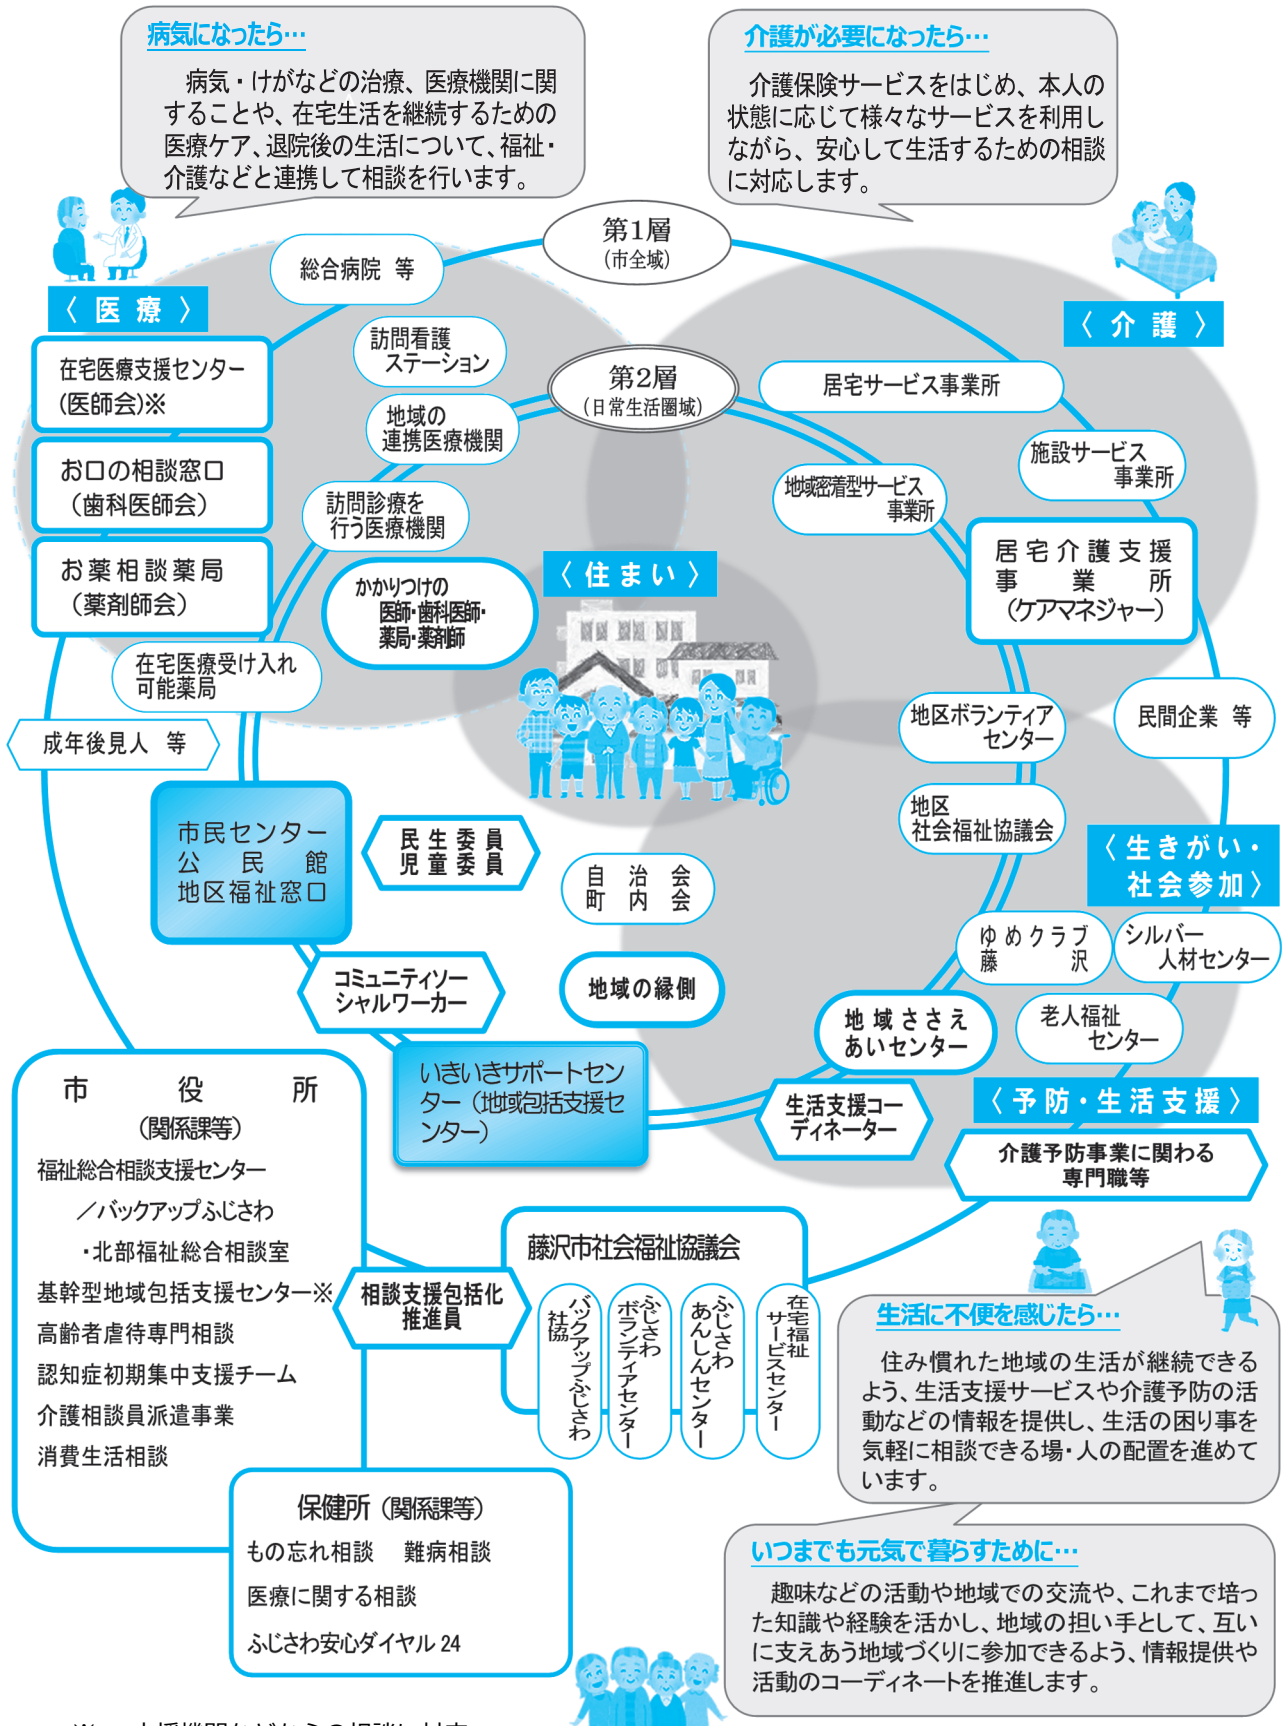 病気になったら…
病気・けがなどの治療、医療機関に関
することや、在宅生活を継続するための
医療ケア、退院後の生活について、福祉・
介護などと連携して相談を行います。
介護が必要になったら…
介護保険サービスをはじめ、本人の
状態に応じて様々なサービスを利用し
ながら、安心して生活するための相談
に対応します。
第1層
（市全域）
総合病院 等
〈医療〉
〈介護〉
訪問看護
ステーション
在宅医療支援センター
(医師会)※
第2層
（日常生活圏域）
居宅サービス事業所
地域の
連携医療機関
施設サービス
事業所
お口の相談窓口
（歯科医師会）
地域密着型サービス
事業所
訪問診療を
行う医療機関
居宅介護支援
事業所
（ケアマネジャー）
お薬相談薬局
（薬剤師会）
〈住まい〉
かかりつけの
医師・歯科医師・
薬局・薬剤師
在宅医療受け入れ
可能薬局
地区ボランティア
センター
民間企業 等
成年後見人 等
地区
社会福祉協議会
市民センター
公民館
地区福祉窓口
民生委員
児童委員
〈生きがい・
社会参加〉
自治会
町内会
ゆめクラブ
藤沢
シルバー
人材センター
コミュニティソー
シャルワーカー
地域の縁側
地域ささえ
あいセンター
老人福祉
センター
いきいきサポートセン
ター（地域包括支援セ
ンター）
〈予防・生活支援〉
生活支援コー
ディネーター
介護予防事業に関わる
専門職等
市役所
（関係課等）
福祉総合相談支援センター
／バックアップふじさわ
・北部福祉総合相談室
基幹型地域包括支援センター※
高齢者虐待専門相談
認知症初期集中支援チーム
介護相談員派遣事業
消費生活相談
相談支援包括化
推進員
藤沢市社会福祉協議会
バックアップふじさわ
社協
ふじさわ
ボランティアセンター
ふじさわ
あんしんセンター
在宅福祉
サービスセンター
生活に不便を感じたら…
住み慣れた地域の生活が継続できる
よう、生活支援サービスや介護予防の活
動などの情報を提供し、生活の困り事を
気軽に相談できる場・人の配置を進めて
います。
保健所（関係課等）
もの忘れ相談 難病相談
医療に関する相談
ふじさわ安心ダイヤル24
いつまでも元気で暮らすために…
趣味などの活動や地域での交流や、これまで培っ
た知識や経験を活かし、地域の担い手として、互い
に支えあう地域づくりに参加できるよう、情報提供や
活動のコーディネートを推進します。